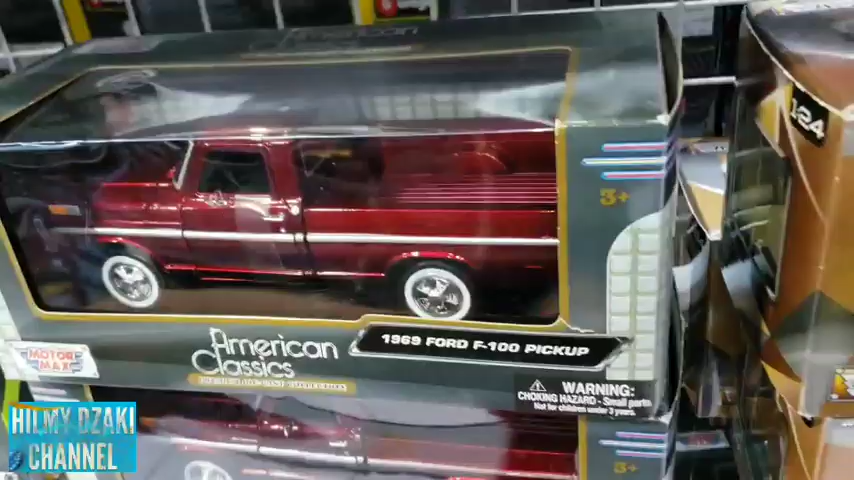 American
1:24
3+
1969 FORD F-100 PICKUP
American
Classics
MOTOR
MAX
WARNING:
CHOKING HAZARD - Small parts
Not for children under 3 years.
HILMY DZAKI
CHANNEL
3+